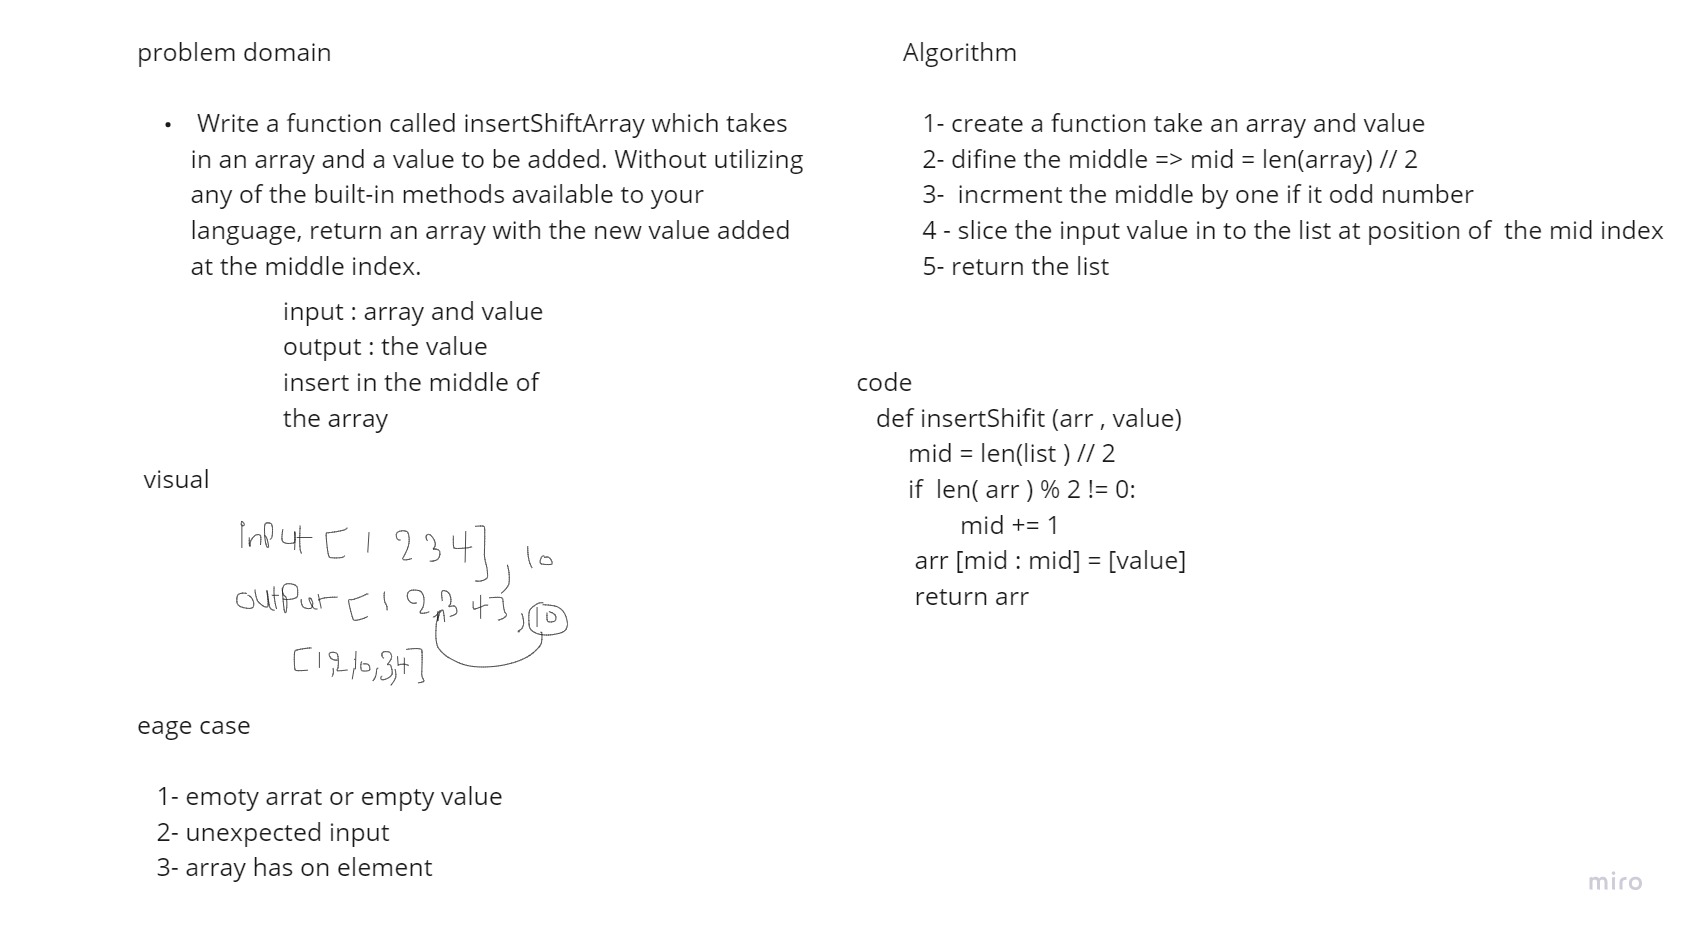 problem domain
• Write a function called insertShiftArray which takes
in an array and a value to be added. Without utilizing
any of the built-in methods available to your
language, return an array with the new value added
at the middle index.
input : array and value
output : the value
insert in the middle of
the array
visual
Input [ 1 2 3 4 ] , 10
output [ 1 2,3 4 ] , 10
[1,2,10,3,4]
eage case
1- emoty arrat or empty value
2- unexpected input
3- array has on element
Algorithm
1- create a function take an array and value
2- difine the middle => mid = len(array) // 2
3- incrment the middle by one if it odd number
4 - slice the input value in to the list at position of the mid index
5- return the list
code
def insertShifit (arr , value)
mid = len(list ) // 2
if len( arr ) % 2 != 0:
mid += 1
arr [mid : mid] = [value]
return arr
miro